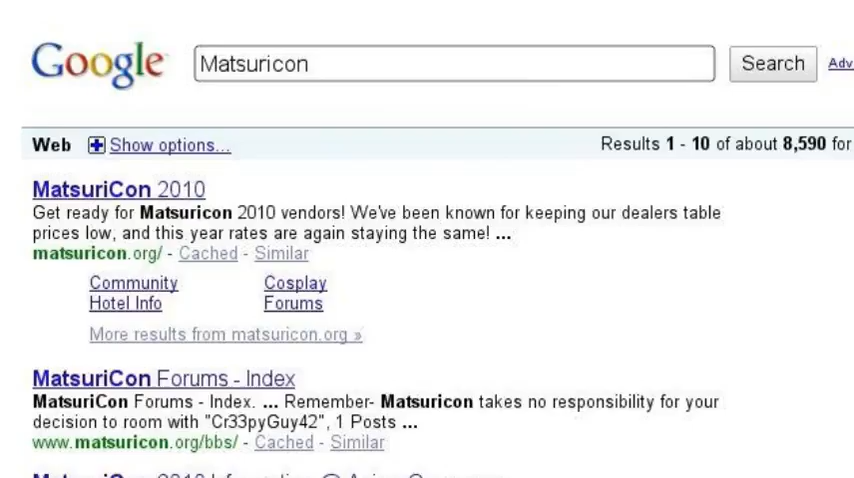 Google Matsuricon Search Adv
Web Show options... Results 1 - 10 of about 8,590 for
MatsuriCon 2010
Get ready for Matsuricon 2010 vendors! We've been known for keeping our dealers table
prices low, and this year rates are again staying the same! ...
matsuricon.org/ - Cached - Similar
Community Cosplay
Hotel Info Forums
More results from matsuricon.org »
MatsuriCon Forums - Index
MatsuriCon Forums - Index. ... Remember- Matsuricon takes no responsibility for your
decision to room with "Cr33pyGuy42", 1 Posts ...
www.matsuricon.org/bbs/ - Cached - Similar